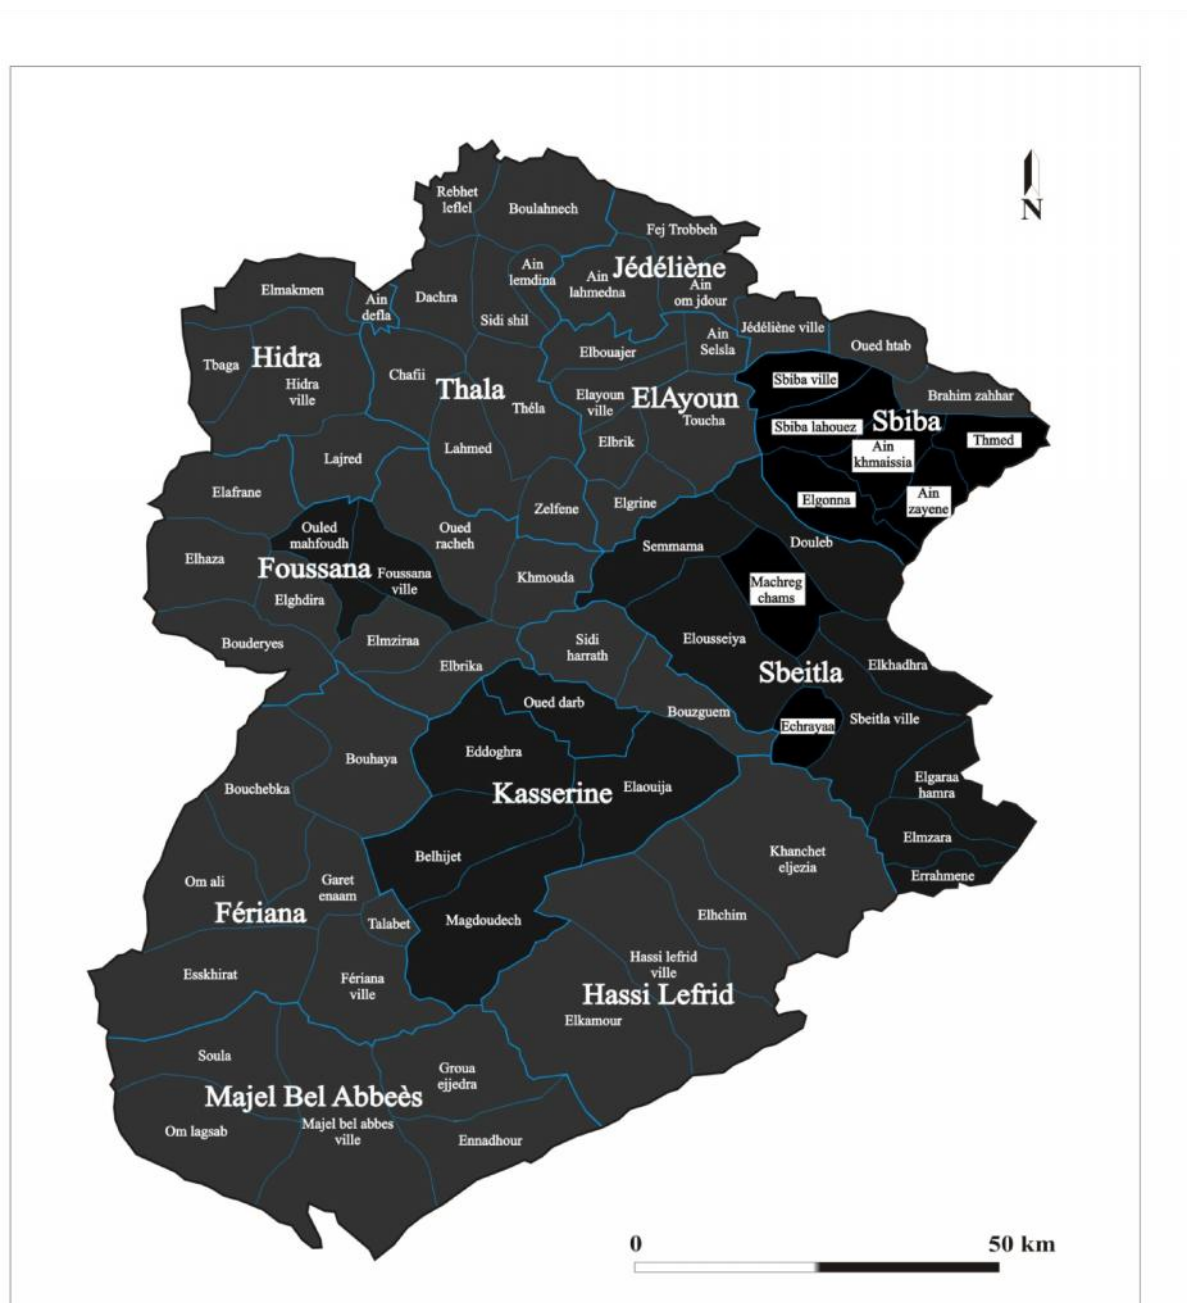 Rebhet
leflel
Boulahnech
Fej Trobbeh
N
Jédéliène
Ain
lemdina
Ain
lahmedna
Ain
om jdour
Elmakmen
Ain
defla
Dachra
Sidi shil
Jédéliène ville
Oued htab
Ain
Selsla
Elbouajer
Tbaga
Hidra
Hidra
ville
Chafii
Thala
Théla
Elayoun
ville
ElAyoun
Toucha
Sbiba ville
Brahim zahhar
Sbiba
Sbiba lahouez
Thmed
Ain
khmaissia
Elbrik
Lahmed
Lajred
Elafrane
Elgonna
Ain
zayene
Elgrine
Zelfene
Ouled
mahfoudh
Oued
racheh
Semmama
Douleb
Elhaza
Foussana
Foussana
ville
Khmouda
Machreg
chams
Elghdira
Bouderyes
Elmziraa
Elbrika
Sidi
harrath
Elousseiya
Sbeitla
Elkhadhra
Oued darb
Bouzguem
Echrayaa
Sbeitla ville
Eddoghra
Bouhaya
Bouchebka
Kasserine
Elaouija
Elgaraa
hamra
Elmzara
Belhijet
Khanchet
eljezia
Errahmene
Om ali
Garet
enaam
Fériana
Talabet
Magdoudech
Elhchim
Esskhirat
Fériana
ville
Hassi lefrid
ville
Hassi Lefrid
Elkamour
Soula
Groua
ejjedra
Majel Bel Abbeès
Om lagsab
Majel bel abbes
ville
Ennadhour
0 50 km